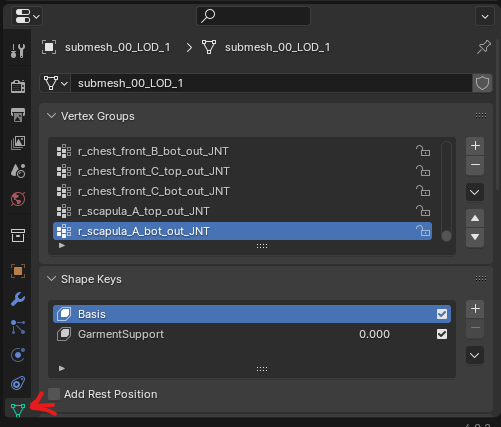 submesh_00_LOD_1 > submesh_00_LOD_1
submesh_00_LOD_1
Vertex Groups
r_chest_front_B_bot_out_JNT
r_chest_front_C_top_out_JNT
r_chest_front_C_bot_out_JNT
r_scapula_A_top_out_JNT
r_scapula_A_bot_out_JNT
Shape Keys
Basis
GarmentSupport 0.000
Add Rest Position